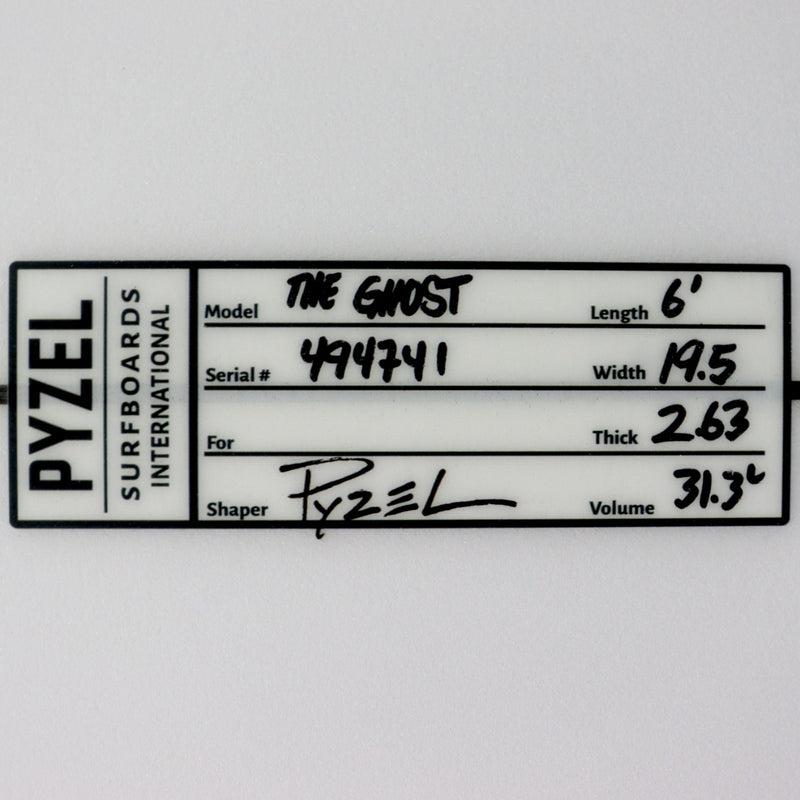 PYZEL
SURFBOARDS
INTERNATIONAL
Model THE GHOST Length 6'
Serial # 494741 Width 19.5
For Thick 2.63
Shaper PYZEL Volume 31.3L